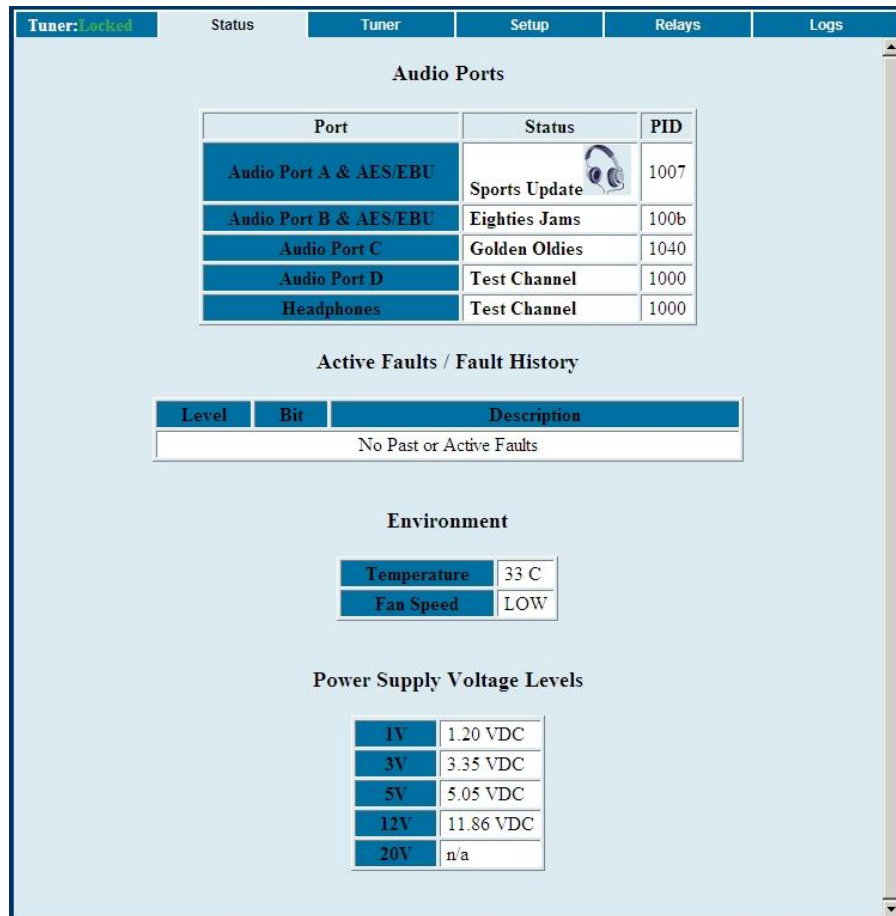 Tuner:Locked Status Tuner Setup Relays Logs
Audio Ports
Port Status PID
Audio Port A & AES/EBU Sports Update 1007
Audio Port B & AES/EBU Eighties Jams 100b
Audio Port C Golden Oldies 1040
Audio Port D Test Channel 1000
Headphones Test Channel 1000
Active Faults / Fault History
Level Bit Description
No Past or Active Faults
Environment
Temperature 33 C
Fan Speed LOW
Power Supply Voltage Levels
1V 1.20 VDC
3V 3.35 VDC
5V 5.05 VDC
12V 11.86 VDC
20V n/a